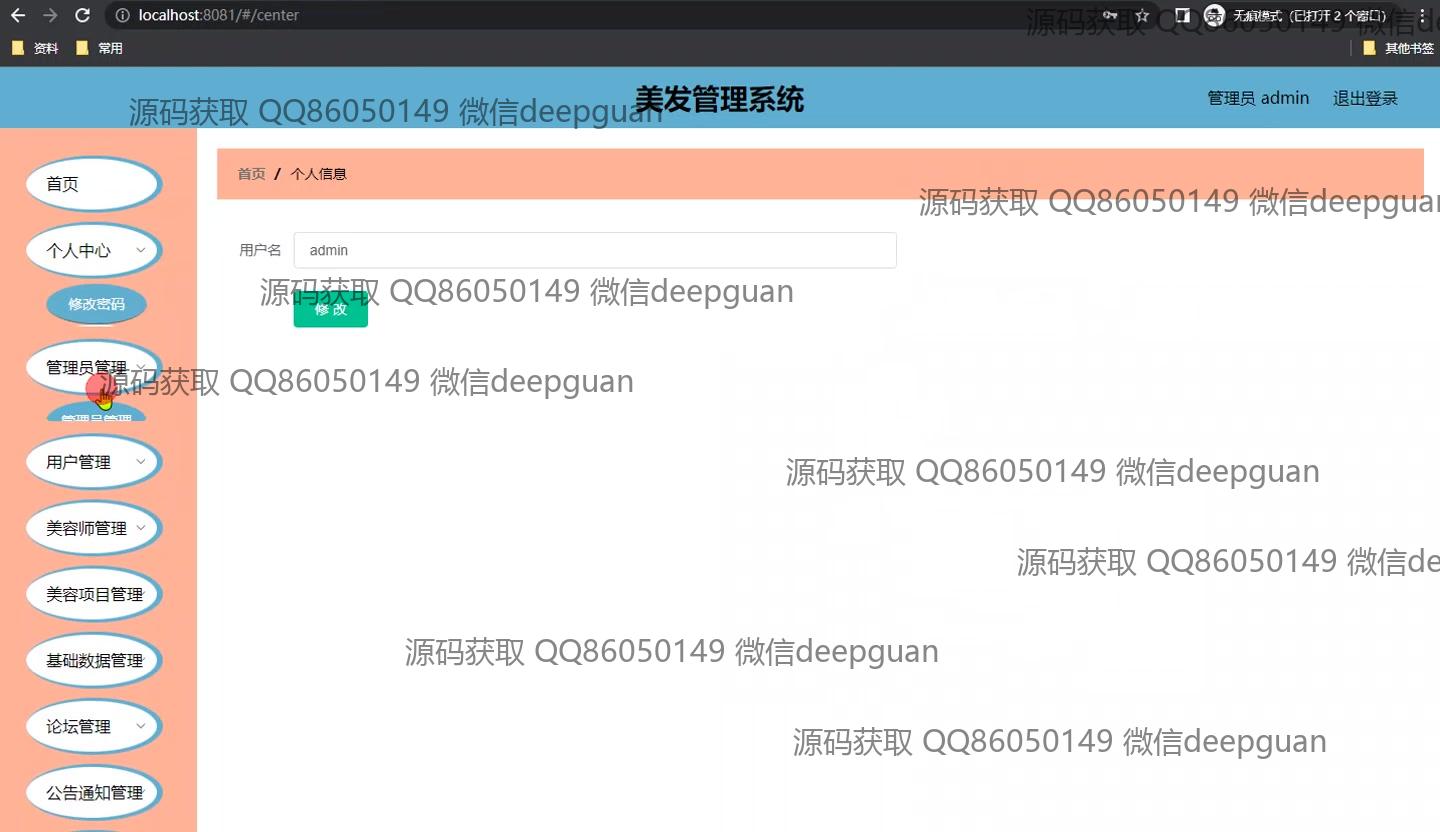 localhost:8081/#/center
无痕模式（已打开 2 个窗口）
资料
常用
其他书签
美发管理系统
管理员 admin
退出登录
首页 / 个人信息
首页
个人中心
修改密码
管理员管理
管理员管理
用户管理
美容师管理
美容项目管理
基础数据管理
论坛管理
公告通知管理
用户名
admin
修 改
源码获取 QQ86050149 微信de
源码获取 QQ86050149 微信deepguan
源码获取 QQ86050149 微信deepguan
源码获取 QQ86050149 微信deepguan
源码获取 QQ86050149 微信deepguan
源码获取 QQ86050149 微信deepguan
源码获取 QQ86050149 微信de
源码获取 QQ86050149 微信deepguan
源码获取 QQ86050149 微信deepguan